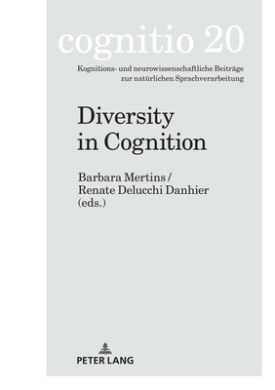 cognitio 20
Kognitions- und neurowissenschaftliche Beiträge
zur natürlichen Sprachverarbeitung
Diversity
in Cognition
Barbara Mertins /
Renate Delucchi Danhier
(eds.)
PETER LANG